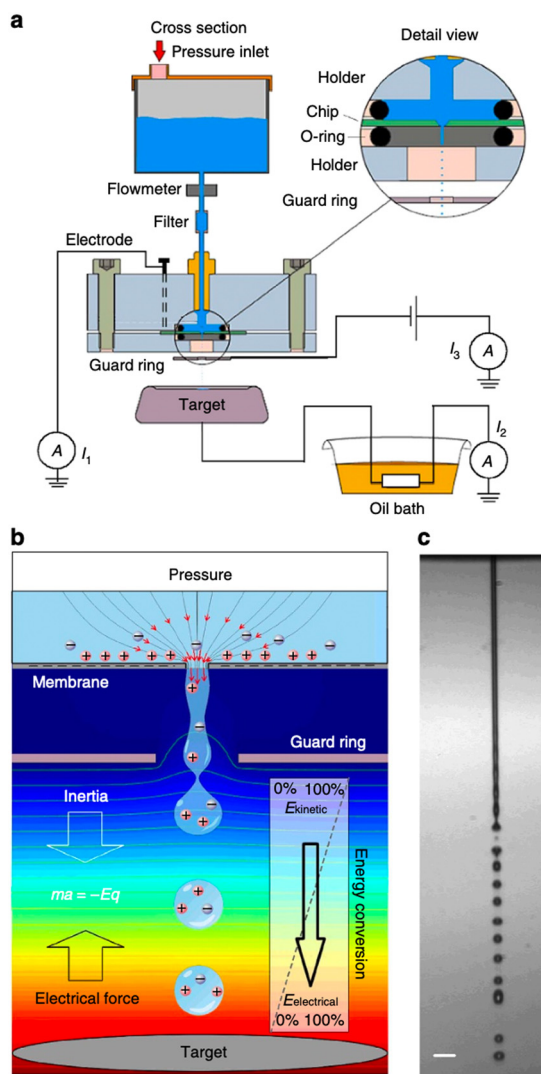 a
Cross section
Pressure inlet
Detail view
Holder
Chip
O-ring
Holder
Guard ring
Flowmeter
Filter
Electrode
Guard ring
Target
A
I1
I3
A
I2
A
Oil bath
b
Pressure
Membrane
Guard ring
Inertia
ma = –Eq
Electrical force
0% 100%
Ekinetic
Energy conversion
Eelectrical
0% 100%
Target
c